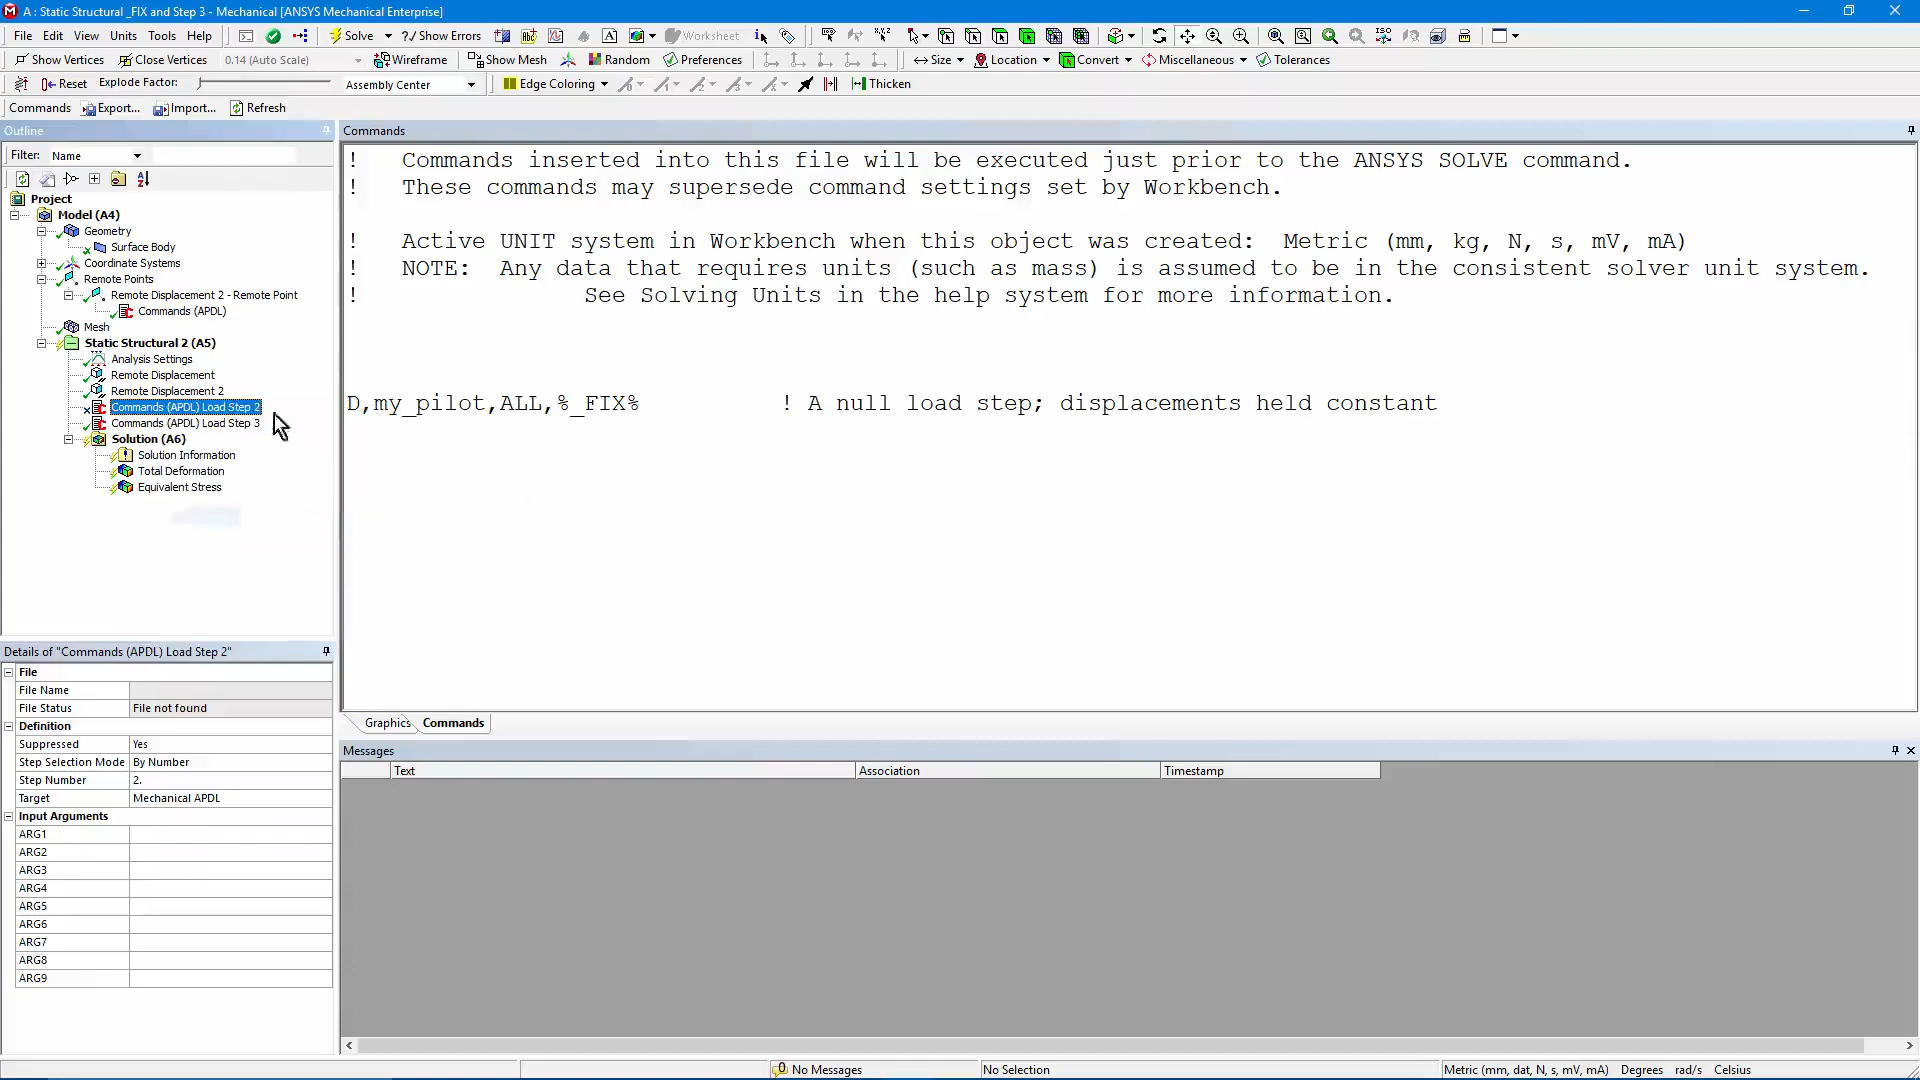 A : Static Structural _FIX and Step 3 - Mechanical [ANSYS Mechanical Enterprise]
File Edit View Units Tools Help Solve ?/ Show Errors Worksheet
Show Vertices Close Vertices 0.14 (Auto Scale) Wireframe Show Mesh Random Preferences Size Location Convert Miscellaneous Tolerances
Reset Explode Factor: Assembly Center Edge Coloring Thicken
Commands Export... Import... Refresh
Outline
Filter: Name
Project
Model (A4)
Geometry
Surface Body
Coordinate Systems
Remote Points
Remote Displacement 2 - Remote Point
Commands (APDL)
Mesh
Static Structural 2 (A5)
Analysis Settings
Remote Displacement
Remote Displacement 2
Commands (APDL) Load Step 2
Commands (APDL) Load Step 3
Solution (A6)
Solution Information
Total Deformation
Equivalent Stress
Details of "Commands (APDL) Load Step 2"
File
File Name
File Status File not found
Definition
Suppressed Yes
Step Selection Mode By Number
Step Number 2.
Target Mechanical APDL
Input Arguments
ARG1
ARG2
ARG3
ARG4
ARG5
ARG6
ARG7
ARG8
ARG9
Commands
! Commands inserted into this file will be executed just prior to the ANSYS SOLVE command.
! These commands may supersede command settings set by Workbench.
! Active UNIT system in Workbench when this object was created: Metric (mm, kg, N, s, mV, mA)
! NOTE: Any data that requires units (such as mass) is assumed to be in the consistent solver unit system.
! See Solving Units in the help system for more information.
D,my_pilot,ALL,%_FIX% ! A null load step; displacements held constant
Graphics Commands
Messages
Text Association Timestamp
0 No Messages No Selection Metric (mm, dat, N, s, mV, mA) Degrees rad/s Celsius